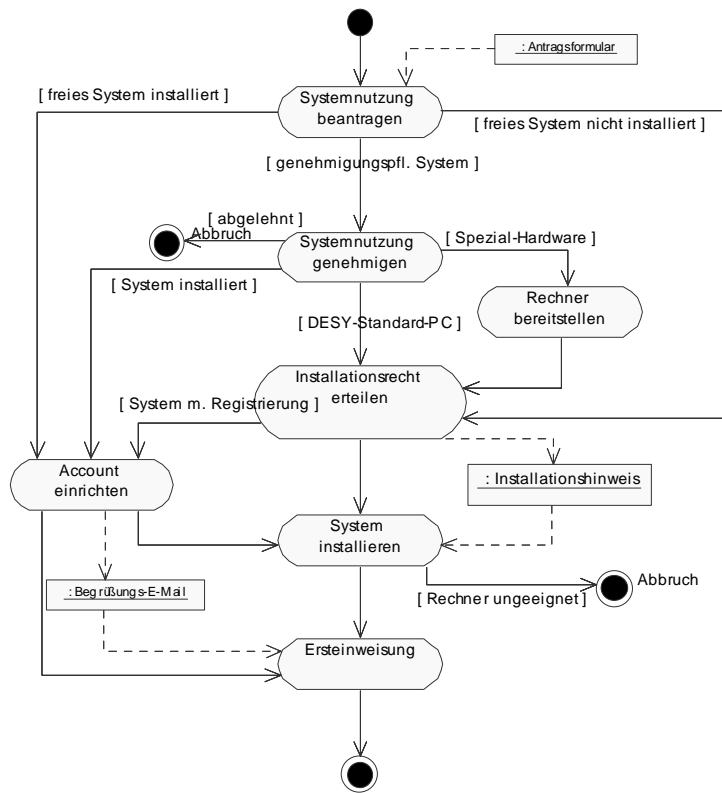 : Antragsformular
[ freies System installiert ]
Systemnutzung
beantragen
[ freies System nicht installiert ]
[ genehmigungspfl. System ]
[ abgelehnt ]
Abbruch
Systemnutzung
genehmigen
[ Spezial-Hardware ]
[ System installiert ]
Rechner
bereitstellen
[ DESY-Standard-PC ]
Installationsrecht
erteilen
[ System m. Registrierung ]
Account
einrichten
: Installationshinweis
System
installieren
Abbruch
:Begrüßungs-E-Mail
[ Rechner ungeeignet ]
Ersteinweisung